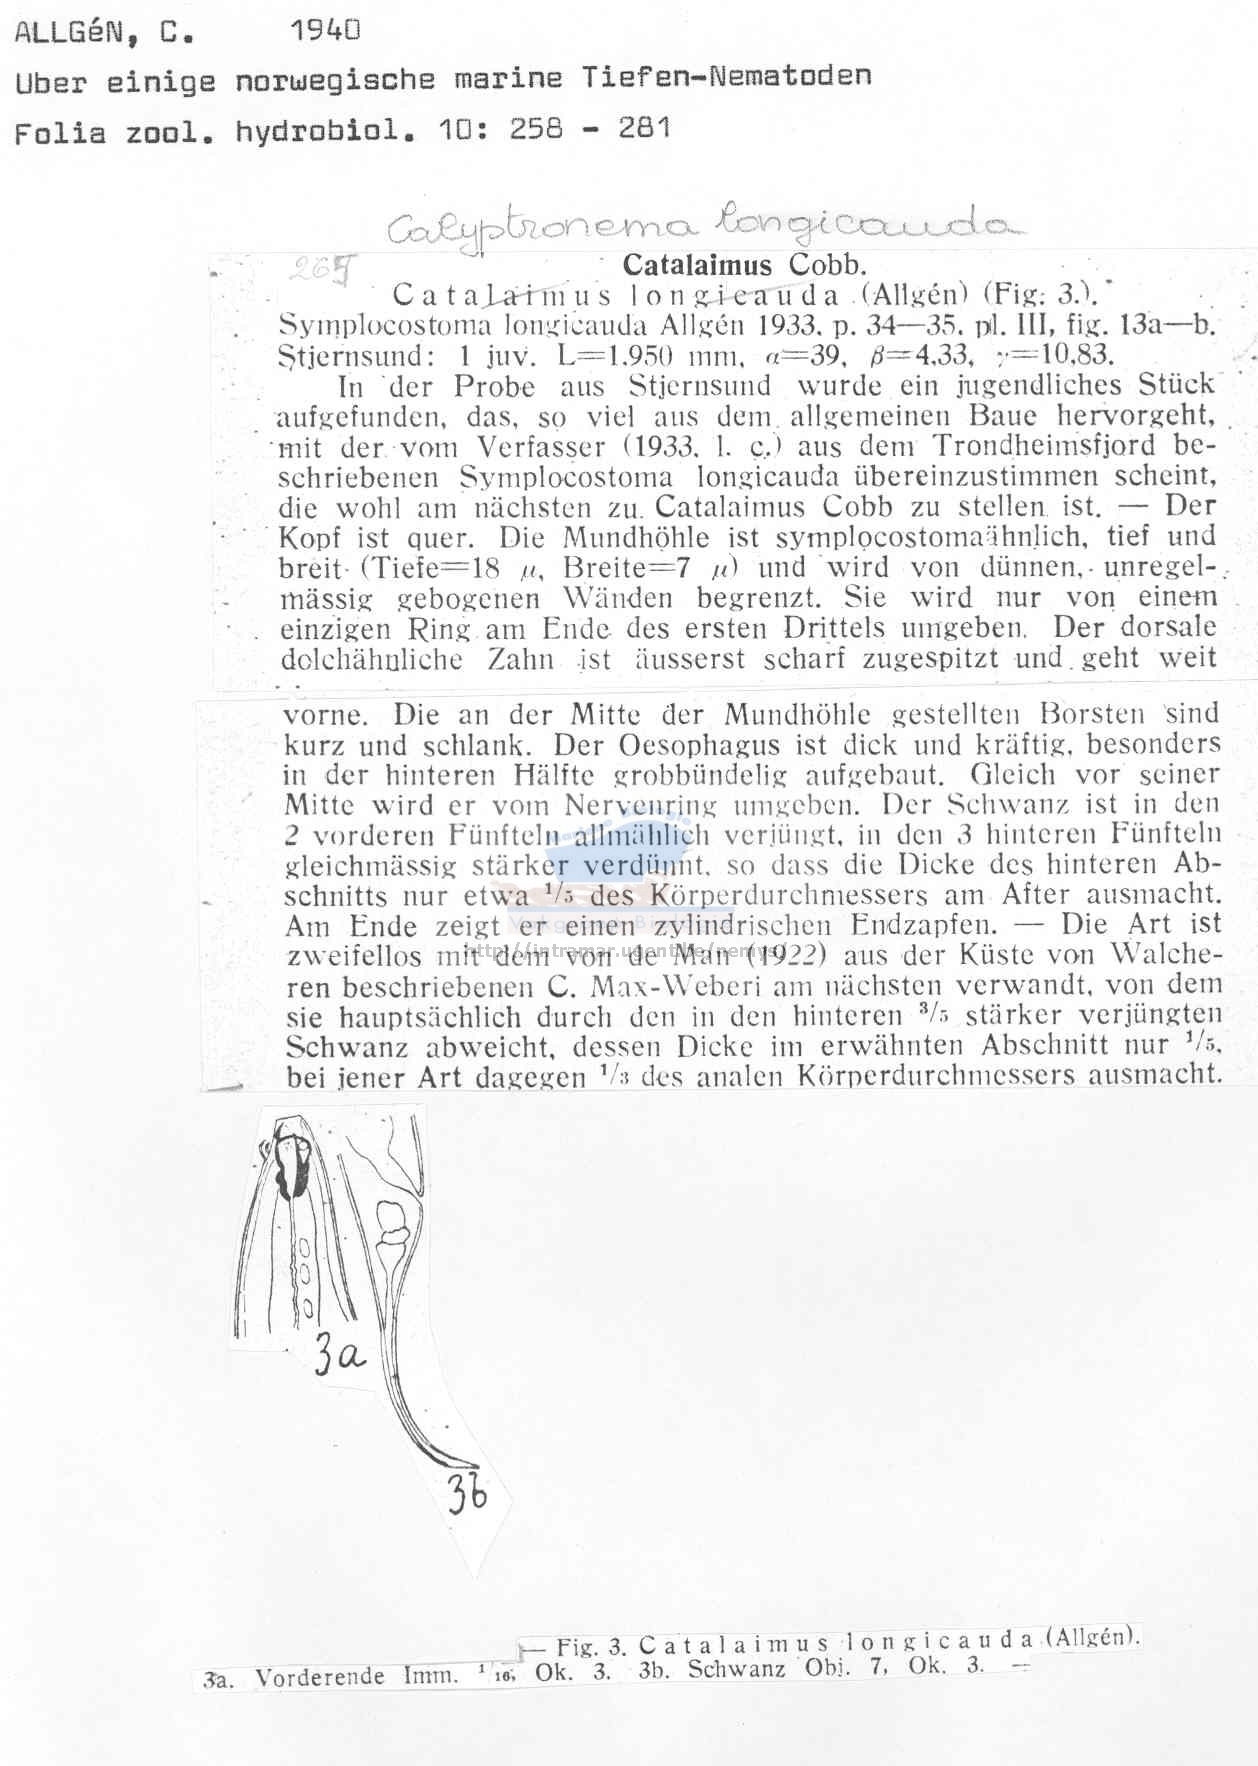 ALLGéN, C. 1940
Uber einige norwegische marine Tiefen-Nematoden
Folia zool. hydrobiol. 10: 258 - 281
Calyptronema longicauda
265
Catalaimus Cobb.
Catalaimus longicauda (Allgén) (Fig. 3.).
Symplocostoma longicauda Allgén 1933. p. 34—35. pl. III, fig. 13a—b.
Stjernsund: 1 juv. L=1.950 mm, α=39, β=4,33, γ=10,83.
In der Probe aus Stjernsund wurde ein jugendliches Stück
aufgefunden, das, so viel aus dem allgemeinen Baue hervorgeht,
mit der vom Verfasser (1933. l. c.) aus dem Trondheimsfjord be-
schriebenen Symplocostoma longicauda übereinzustimmen scheint,
die wohl am nächsten zu Catalaimus Cobb zu stellen ist. — Der
Kopf ist quer. Die Mundhöhle ist symplocostomaähnlich, tief und
breit (Tiefe=18 μ, Breite=7 μ) und wird von dünnen, unregel-
mässig gebogenen Wänden begrenzt. Sie wird nur von einem
einzigen Ring am Ende des ersten Drittels umgeben. Der dorsale
dolchähnliche Zahn ist äusserst scharf zugespitzt und geht weit
vorne. Die an der Mitte der Mundhöhle gestellten Borsten sind
kurz und schlank. Der Oesophagus ist dick und kräftig, besonders
in der hinteren Hälfte grobbündelig aufgebaut. Gleich vor seiner
Mitte wird er vom Nervenring umgeben. Der Schwanz ist in den
2 vorderen Fünfteln allmählich verjüngt, in den 3 hinteren Fünfteln
gleichmässig stärker verdünnt, so dass die Dicke des hinteren Ab-
schnitts nur etwa 1/5 des Körperdurchmessers am After ausmacht.
Am Ende zeigt er einen zylindrischen Endzapfen. — Die Art ist
http://intramar.ugent.be/nemys/
zweifellos mit dem von de Man (1922) aus der Küste von Walche-
ren beschriebenen C. Max-Weberi am nächsten verwandt, von dem
sie hauptsächlich durch den in den hinteren 3/5 stärker verjüngten
Schwanz abweicht, dessen Dicke im erwähnten Abschnitt nur 1/5,
bei jener Art dagegen 1/3 des analen Körperdurchmessers ausmacht.
3a
3b
— Fig. 3. Catalaimus longicauda (Allgén).
3a. Vorderende Imm. 1/16, Ok. 3. 3b. Schwanz Obj. 7, Ok. 3. —